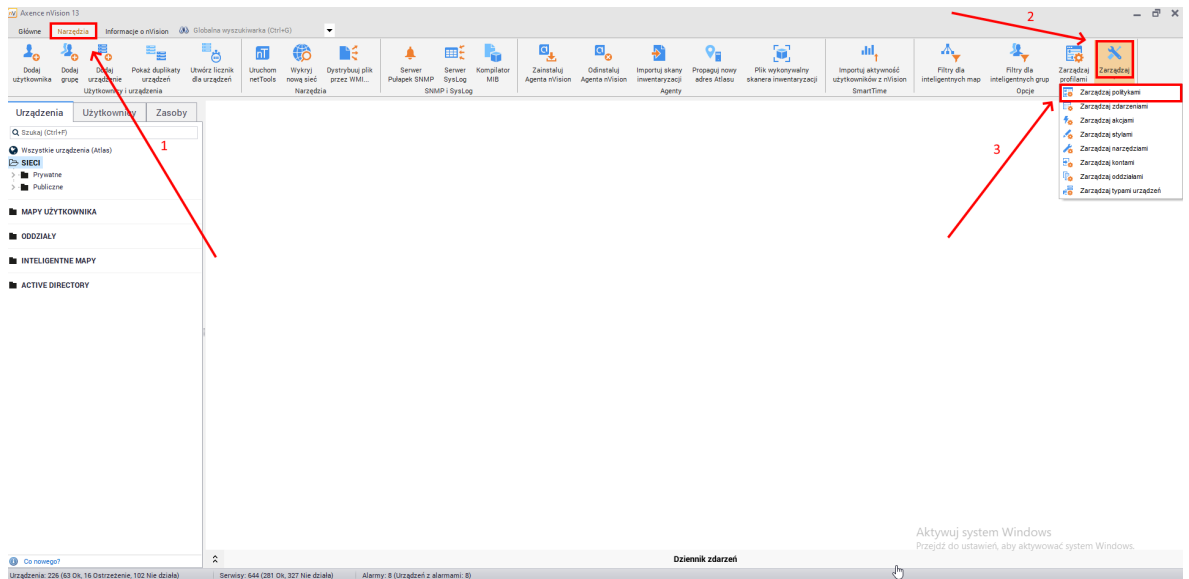 nV Axence nVision 13
Główne Narzędzia Informacje o nVision Globalna wyszukiwarka (Ctrl+G)
2
Dodaj użytkownika
Dodaj grupę
Dodaj urządzenie
Pokaż duplikaty urządzeń
Utwórz licznik dla urządzeń
Użytkownicy i urządzenia
Uruchom netTools
Wykryj nową sieć
Dystrybuuj plik przez WMI...
Narzędzia
Serwer Pułapek SNMP
Serwer SysLog
Kompilator MIB
SNMP i SysLog
Zainstaluj Agenta nVision
Odinstaluj Agenta nVision
Importuj skany inwentaryzacji
Propaguj nowy adres Atlasu
Plik wykonywalny skanera inwentaryzacji
Agenty
Importuj aktywność użytkowników z nVision
SmartTime
Filtry dla inteligentnych map
Filtry dla inteligentnych grup
Zarządzaj profilami
Zarządzaj
Opcje
Zarządzaj politykami
Zarządzaj zdarzeniami
Zarządzaj akcjami
Zarządzaj stylami
Zarządzaj narzędziami
Zarządzaj kontami
Zarządzaj oddziałami
Zarządzaj typami urządzeń
3
Urządzenia Użytkownicy Zasoby
Szukaj (Ctrl+F)
1
Wszystkie urządzenia (Atlas)
SIECI
Prywatne
Publiczne
MAPY UŻYTKOWNIKA
ODDZIAŁY
INTELIGENTNE MAPY
ACTIVE DIRECTORY
Aktywuj system Windows
Przejdź do ustawień, aby aktywować system Windows.
Co nowego?
Dziennik zdarzeń
Urządzenia: 226 (63 Ok, 16 Ostrzeżenie, 102 Nie działa) Serwisy: 644 (281 Ok, 327 Nie działa) Alarmy: 8 (Urządzeń z alarmami: 8)